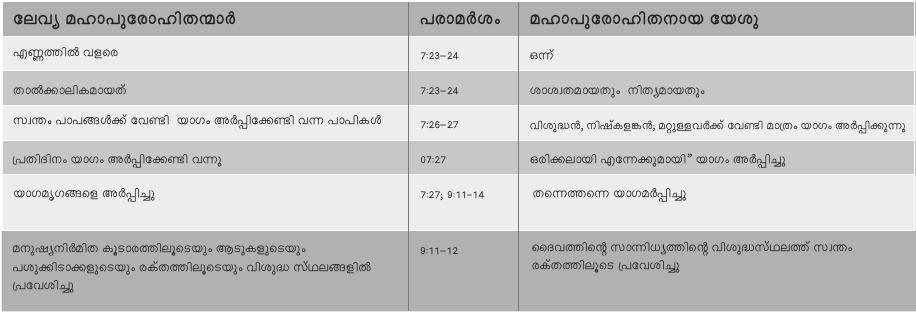 ലേവ്യ മഹാപുരോഹിതന്മാർ പരാമർശം മഹാപുരോഹിതനായ യേശു
എണ്ണത്തിൽ വളരെ 7:23–24 ഒന്ന്
താൽക്കാലികമായത് 7:23–24 ശാശ്വതമായതും നിത്യമായതും
സ്വന്തം പാപങ്ങൾക്ക് വേണ്ടി യാഗം അർപ്പിക്കേണ്ടി വന്ന പാപികൾ 7:26–27 വിശുദ്ധൻ, നിഷ്കളങ്കൻ; മറ്റുള്ളവർക്ക് വേണ്ടി മാത്രം യാഗം അർപ്പിക്കുന്നു
പ്രതിദിനം യാഗം അർപ്പിക്കേണ്ടി വന്നു 07:27 ഒരിക്കലായി എന്നേക്കുമായി” യാഗം അർപ്പിച്ചു
യാഗമൃഗങ്ങളെ അർപ്പിച്ചു 7:27; 9:11–14 തന്നെത്തന്നെ യാഗമർപ്പിച്ചു
മനുഷ്യനിർമിത കൂടാരത്തിലൂടെയും ആടുകളുടെയും 9:11–12 ദൈവത്തിന്റെ സാന്നിധ്യത്തിന്റെ വിശുദ്ധസ്ഥലത്ത് സ്വന്തം
പശുക്കിടാക്കളുടെയും രക്തത്തിലൂടെയും വിശുദ്ധ സ്ഥലങ്ങളിൽ രക്തത്തിലൂടെ പ്രവേശിച്ചു
പ്രവേശിച്ചു